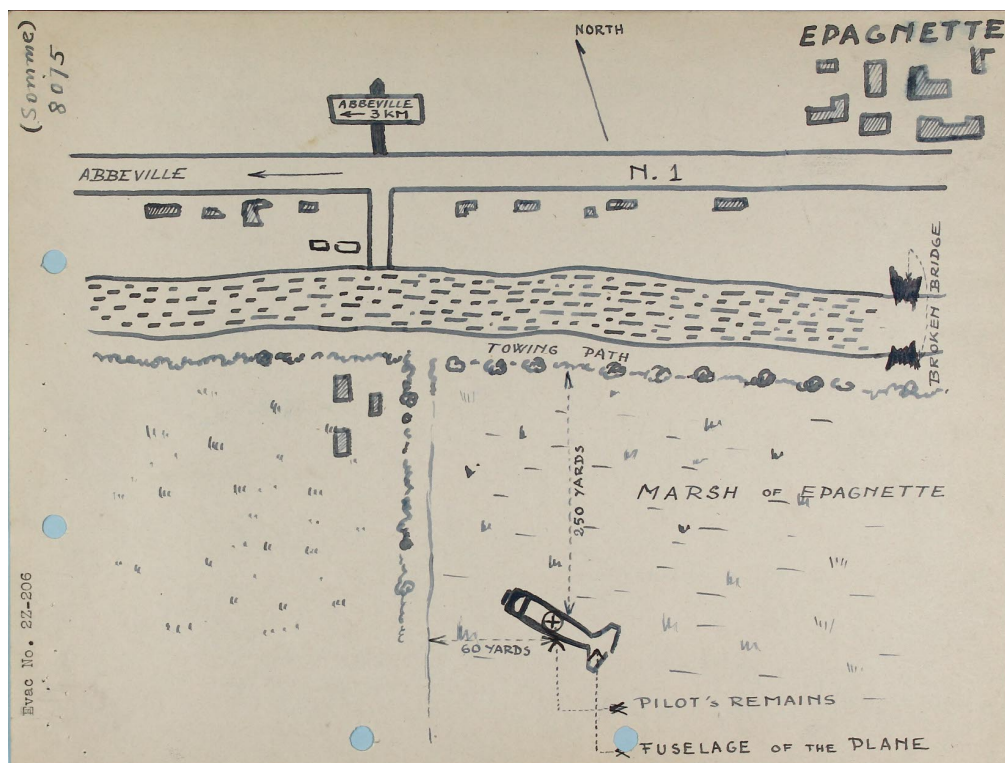 (Somme)
8075
NORTH
EPAGNETTE
ABBEVILLE
← 3 KM
ABBEVILLE ←
N. 1
BROKEN BRIDGE
TOWING PATH
250 YARDS
MARSH OF EPAGNETTE
60 YARDS
PILOT'S REMAINS
FUSELAGE OF THE PLANE
Evac No. 2Z-206